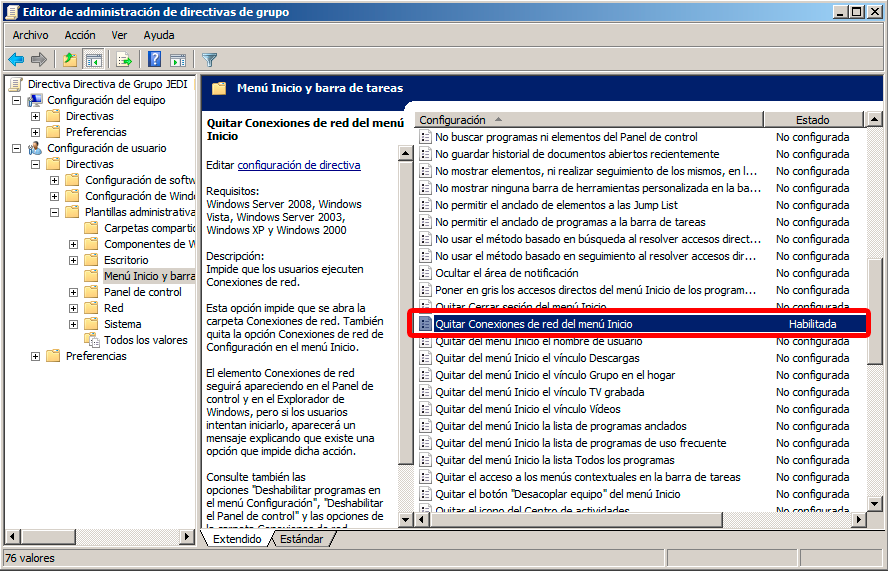 Editor de administración de directivas de grupo
Archivo Acción Ver Ayuda
Directiva Directiva de Grupo JEDI
Configuración del equipo
Directivas
Preferencias
Configuración de usuario
Directivas
Configuración de softw
Configuración de Windo
Plantillas administrativa
Carpetas comparti
Componentes de W
Escritorio
Menú Inicio y barra
Panel de control
Red
Sistema
Todos los valores
Preferencias
Menú Inicio y barra de tareas
Quitar Conexiones de red del menú
Inicio
Editar configuración de directiva
Requisitos:
Windows Server 2008, Windows
Vista, Windows Server 2003,
Windows XP y Windows 2000
Descripción:
Impide que los usuarios ejecuten
Conexiones de red.
Esta opción impide que se abra la
carpeta Conexiones de red. También
quita la opción Conexiones de red de
Configuración en el menú Inicio.
El elemento Conexiones de red
seguirá apareciendo en el Panel de
control y en el Explorador de
Windows, pero si los usuarios
intentan iniciarlo, aparecerá un
mensaje explicando que existe una
opción que impide dicha acción.
Consulte también las
opciones "Deshabilitar programas en
el menú Configuración", "Deshabilitar
el Panel de control" y las opciones de
la carpeta Conexiones de red
Configuración Estado
No buscar programas ni elementos del Panel de control No configurada
No guardar historial de documentos abiertos recientemente No configurada
No mostrar elementos, ni realizar seguimiento de los mismos, en l... No configurada
No mostrar ninguna barra de herramientas personalizada en la ba... No configurada
No permitir el anclado de elementos a las Jump List No configurada
No permitir el anclado de programas a la barra de tareas No configurada
No usar el método basado en búsqueda al resolver accesos direct... No configurada
No usar el método basado en seguimiento al resolver accesos dir... No configurada
Ocultar el área de notificación No configurada
Poner en gris los accesos directos del menú Inicio de los program... No configurada
Quitar Cerrar sesión del menú Inicio No configurada
Quitar Conexiones de red del menú Inicio Habilitada
Quitar del menú Inicio el nombre de usuario No configurada
Quitar del menú Inicio el vínculo Descargas No configurada
Quitar del menú Inicio el vínculo Grupo en el hogar No configurada
Quitar del menú Inicio el vínculo TV grabada No configurada
Quitar del menú Inicio el vínculo Vídeos No configurada
Quitar del menú Inicio la lista de programas anclados No configurada
Quitar del menú Inicio la lista de programas de uso frecuente No configurada
Quitar del menú Inicio la lista Todos los programas No configurada
Quitar el acceso a los menús contextuales en la barra de tareas No configurada
Quitar el botón "Desacoplar equipo" del menú Inicio No configurada
Quitar el icono del Centro de actividades No configurada
Extendido Estándar
76 valores